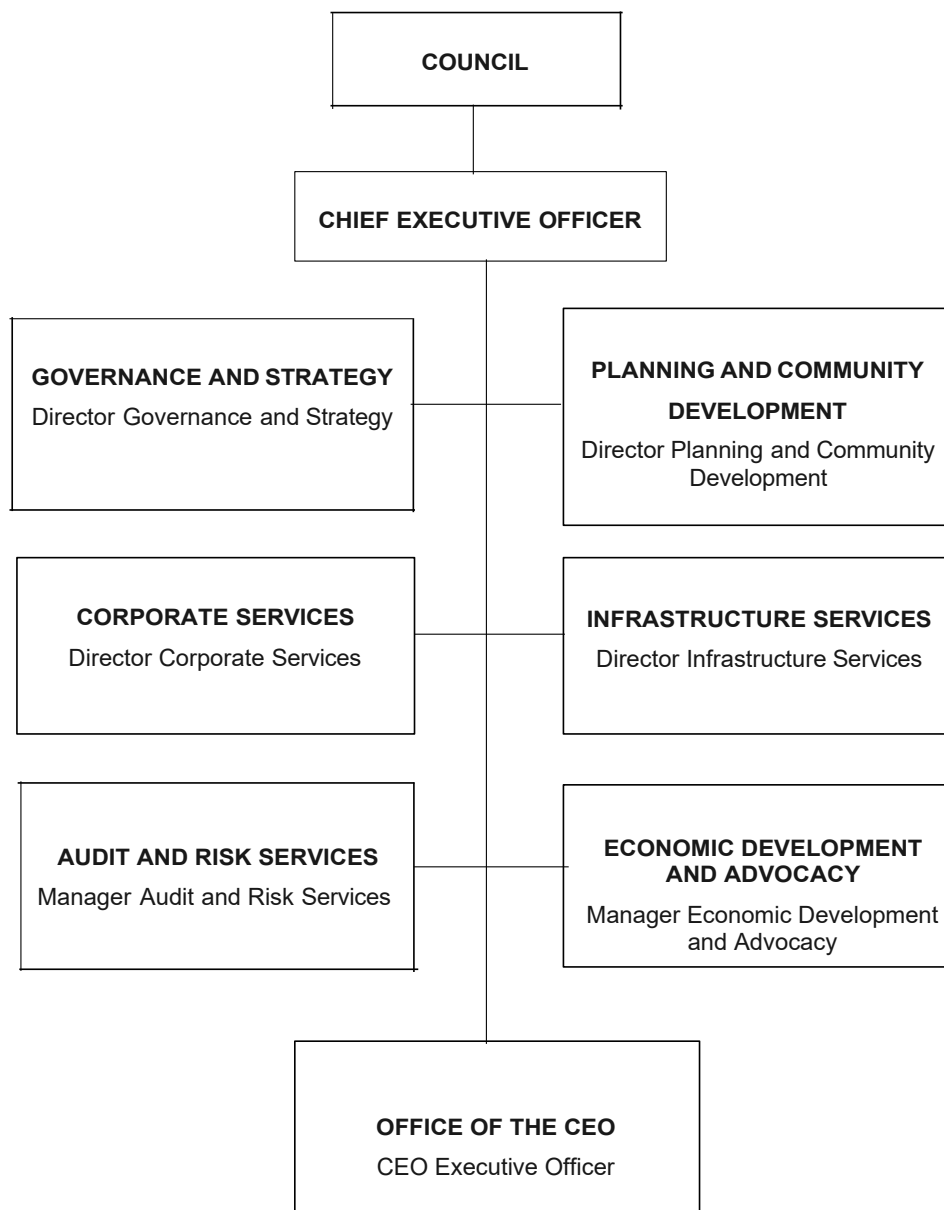 COUNCIL
CHIEF EXECUTIVE OFFICER
GOVERNANCE AND STRATEGY
Director Governance and Strategy
PLANNING AND COMMUNITY
DEVELOPMENT
Director Planning and Community
Development
CORPORATE SERVICES
Director Corporate Services
INFRASTRUCTURE SERVICES
Director Infrastructure Services
AUDIT AND RISK SERVICES
Manager Audit and Risk Services
ECONOMIC DEVELOPMENT
AND ADVOCACY
Manager Economic Development
and Advocacy
OFFICE OF THE CEO
CEO Executive Officer